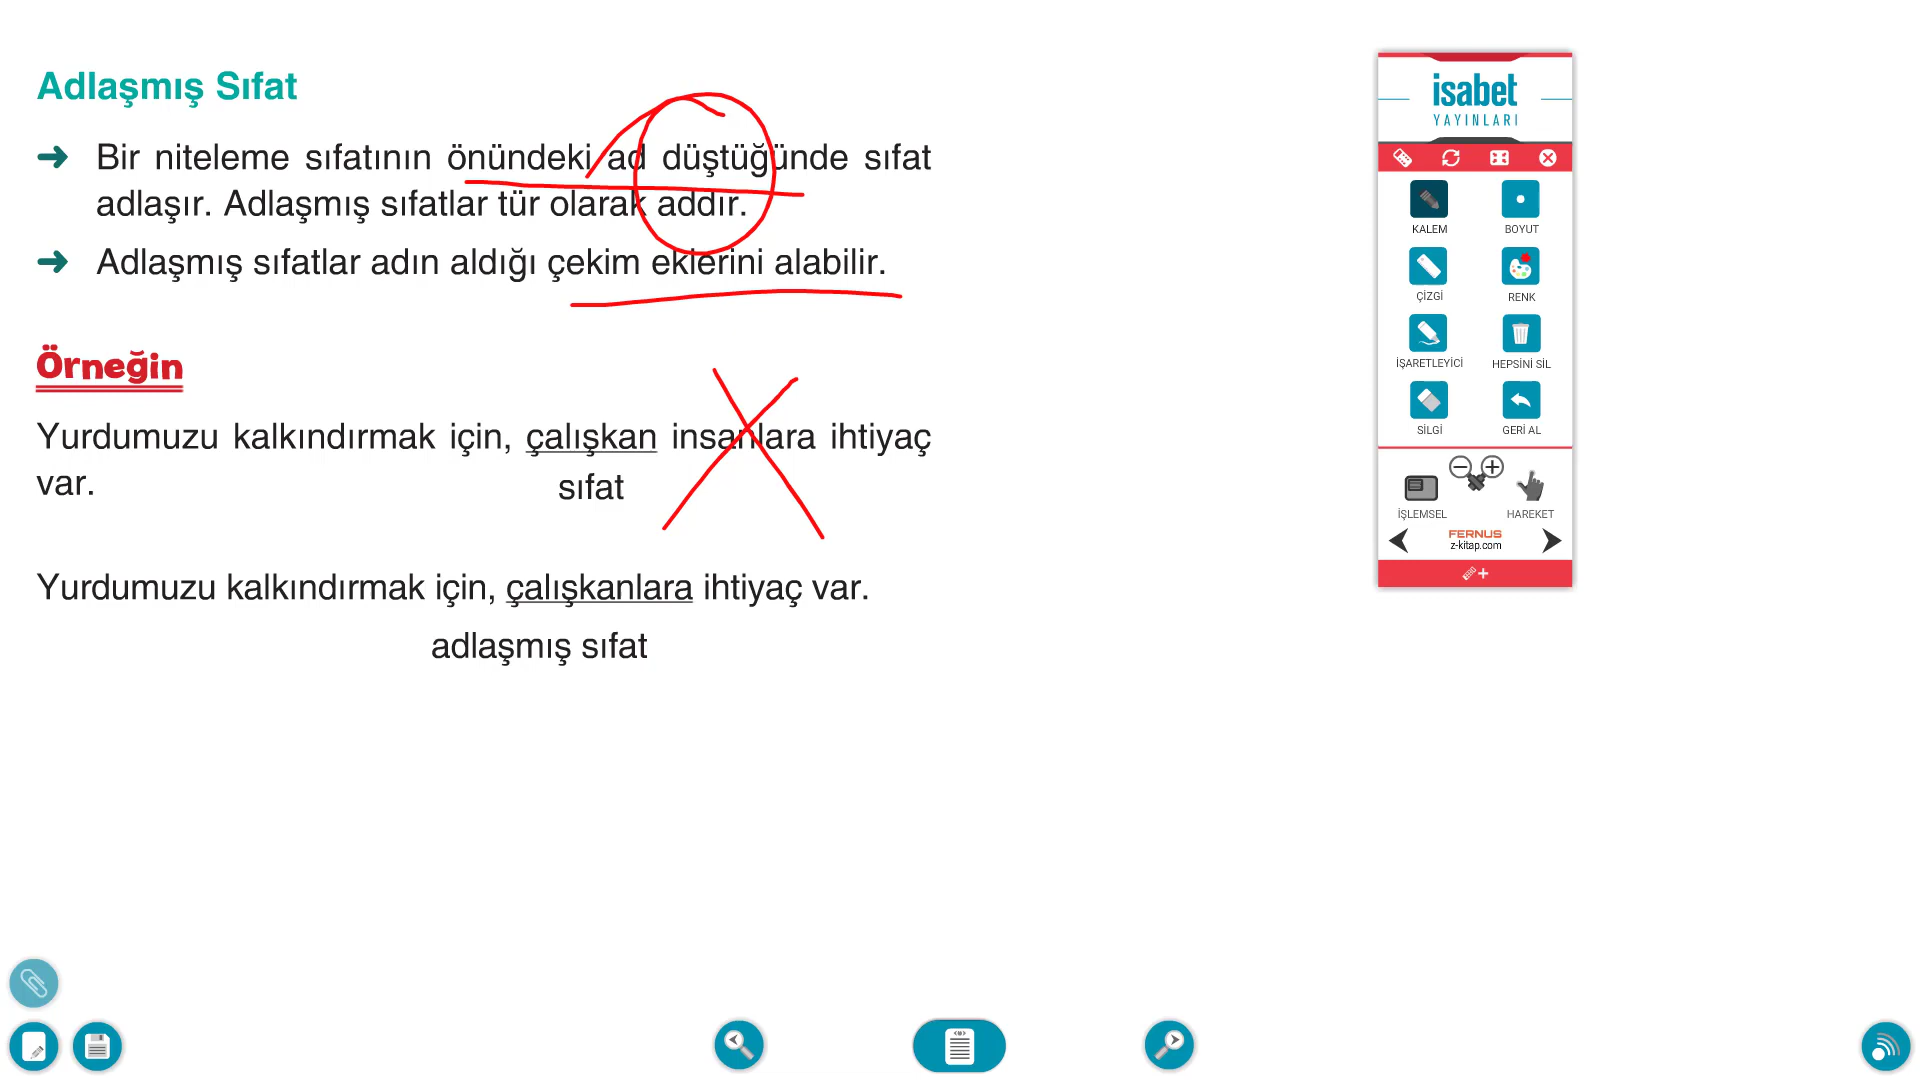 Adlaşmış Sıfat
Bir niteleme sıfatının önündeki ad düştüğünde sıfat
adlaşır. Adlaşmış sıfatlar tür olarak addır.
Adlaşmış sıfatlar adın aldığı çekim eklerini alabilir.
Örneğin
Yurdumuzu kalkındırmak için, çalışkan insanlara ihtiyaç
var.
sıfat
Yurdumuzu kalkındırmak için, çalışkanlara ihtiyaç var.
adlaşmış sıfat
isabet
YAYINLARI
KALEM
BOYUT
ÇİZGİ
RENK
İŞARETLEYİCİ
HEPSİNİ SİL
SİLGİ
GERİ AL
İŞLEMSEL
HAREKET
FERNUS
z-kitap.com